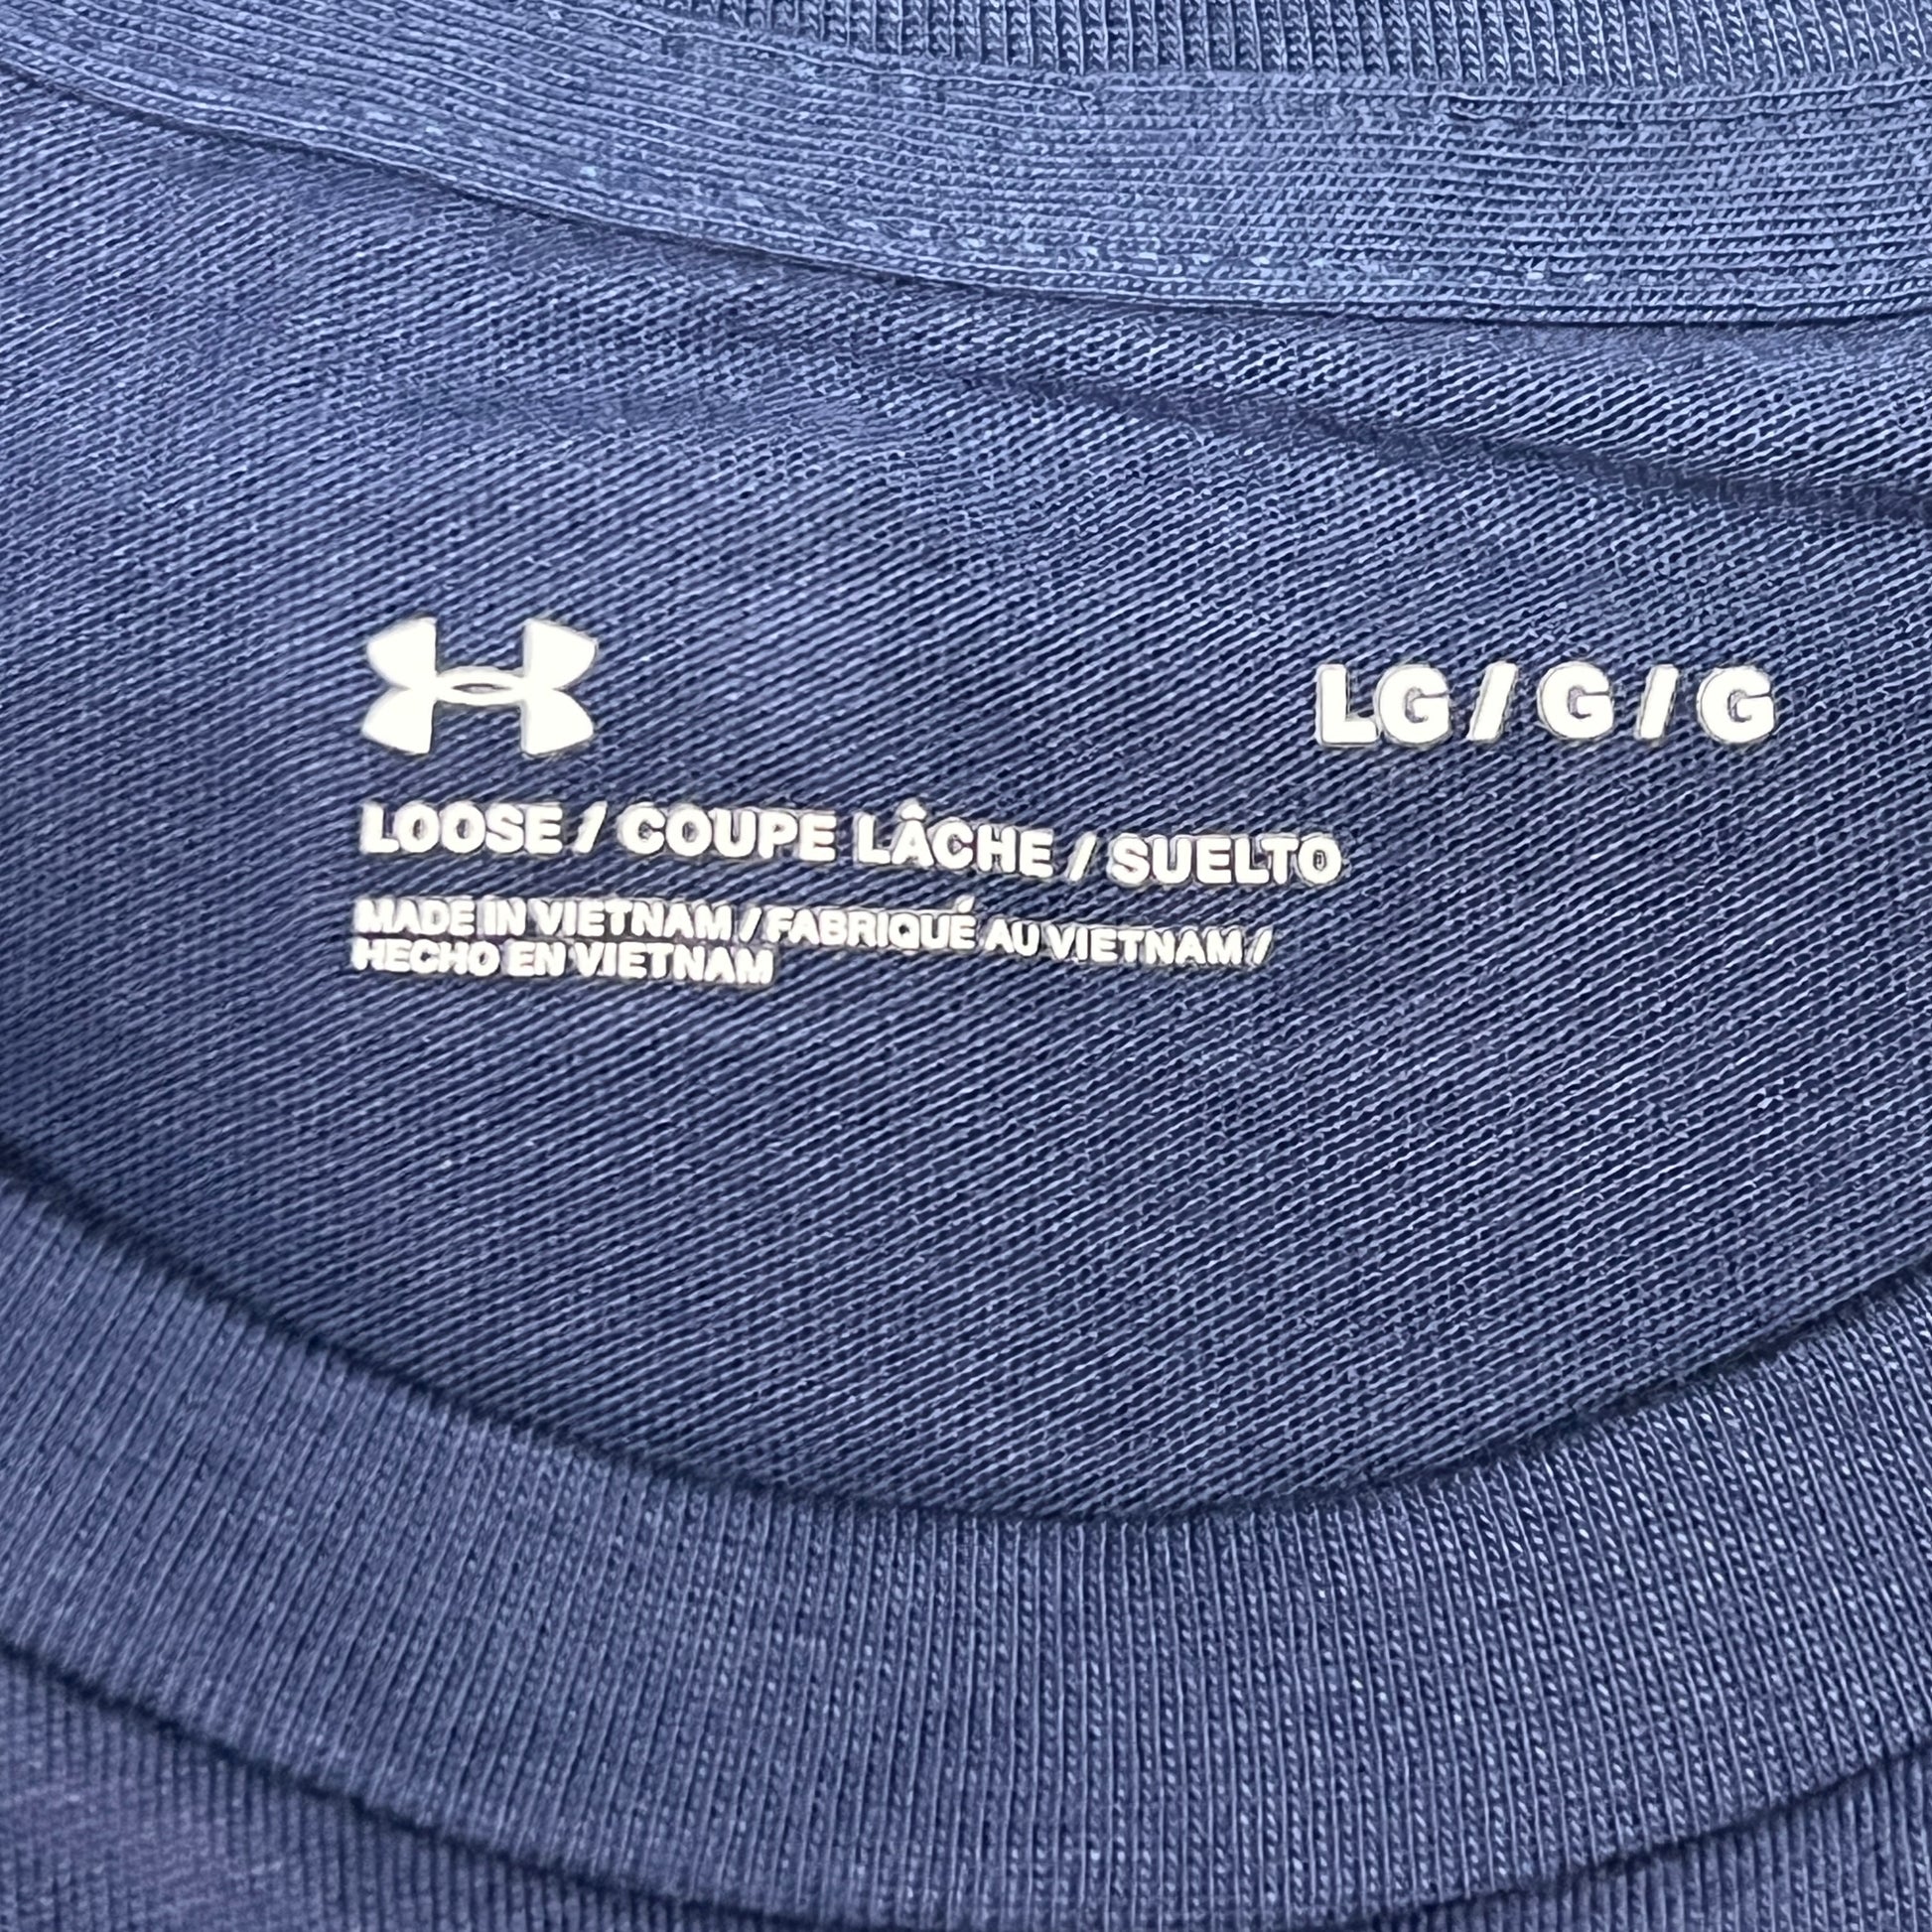 LG / G / G
LOOSE / COUPE LÂCHE / SUELTO
MADE IN VIETNAM / FABRIQUÉ AU VIETNAM /
HECHO EN VIETNAM